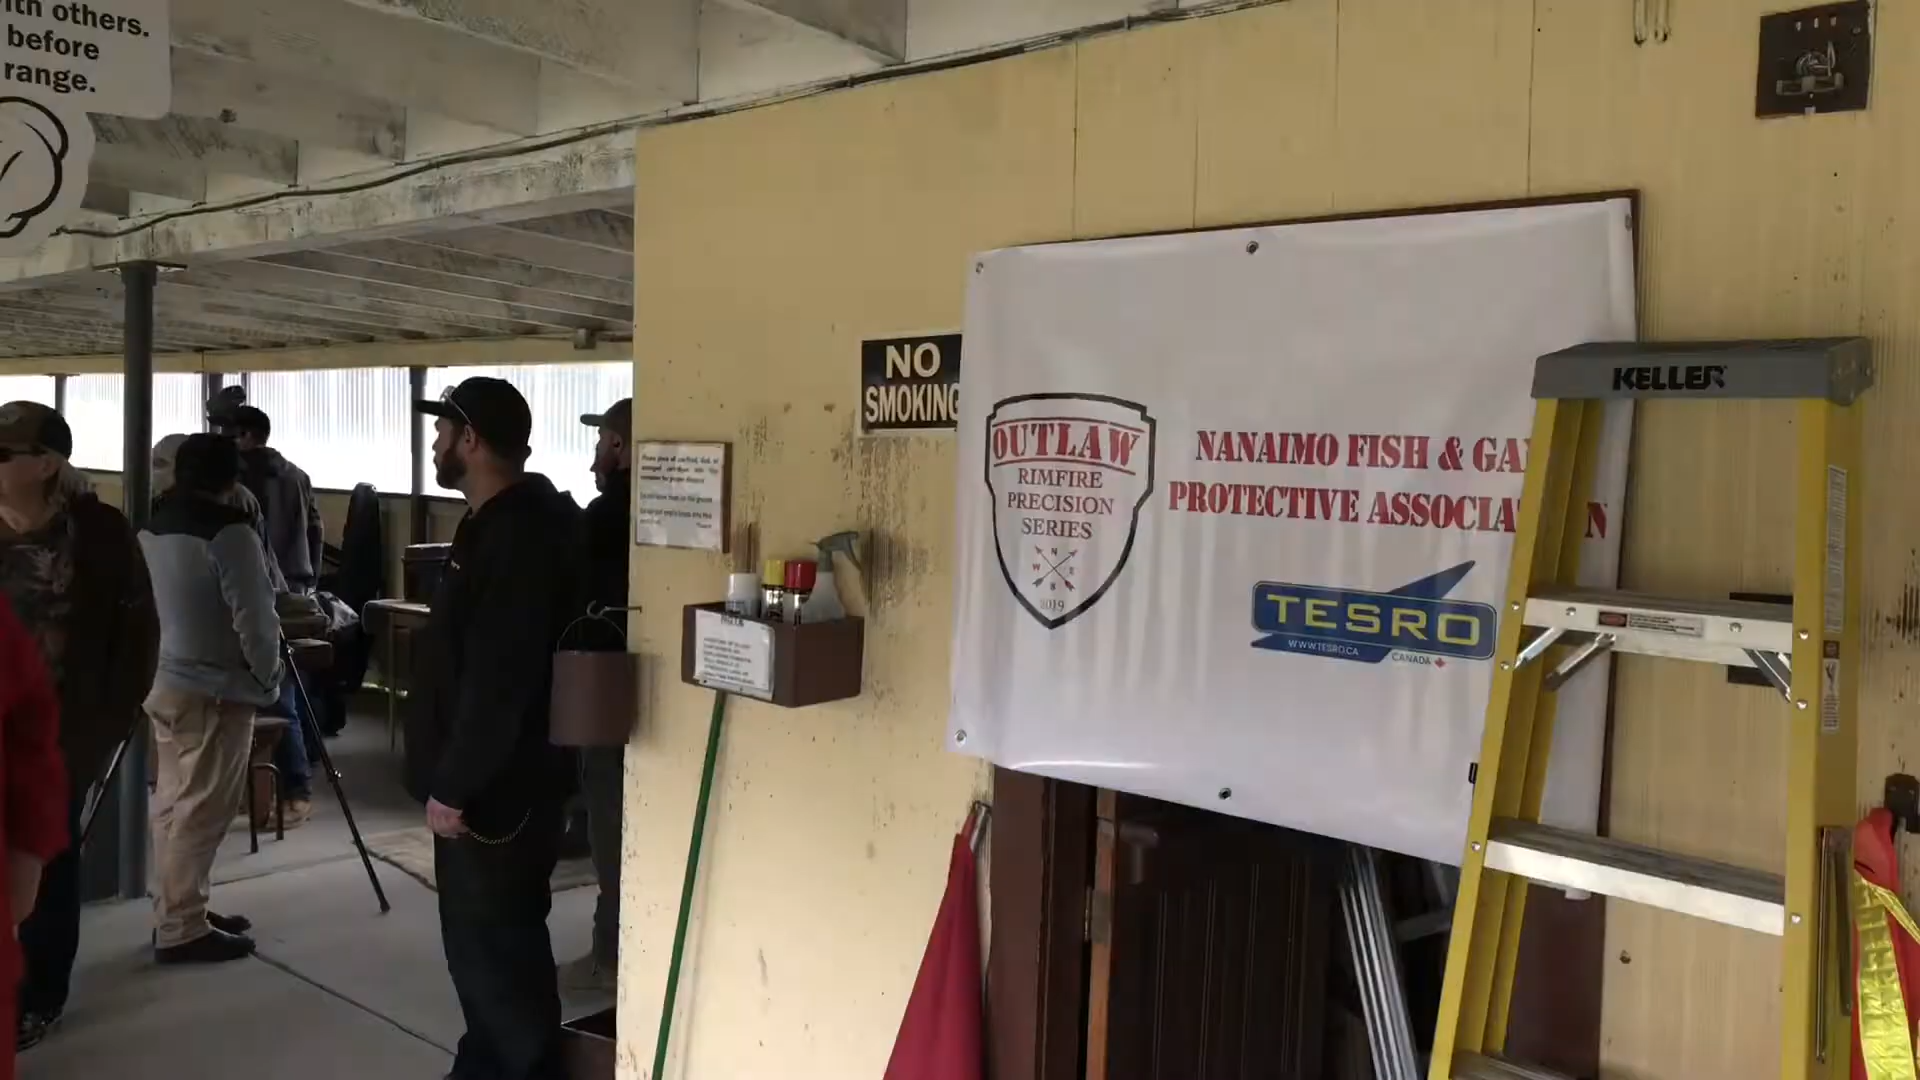 with others.
before
range.
NO
SMOKING
OUTLAW
RIMFIRE
PRECISION
SERIES
N
W E
S
2019
NANAIMO FISH & GA
PROTECTIVE ASSOCIA N
TESRO
WWW.TESRO.CA
CANADA
KELLER